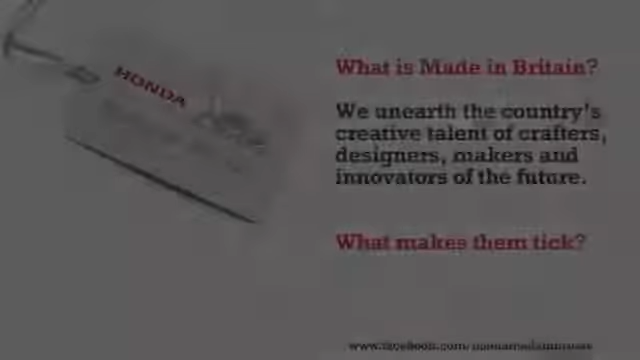 HONDA
What is Made in Britain?
We unearth the country's
creative talent of crafters,
designers, makers and
innovators of the future.
What makes them tick?